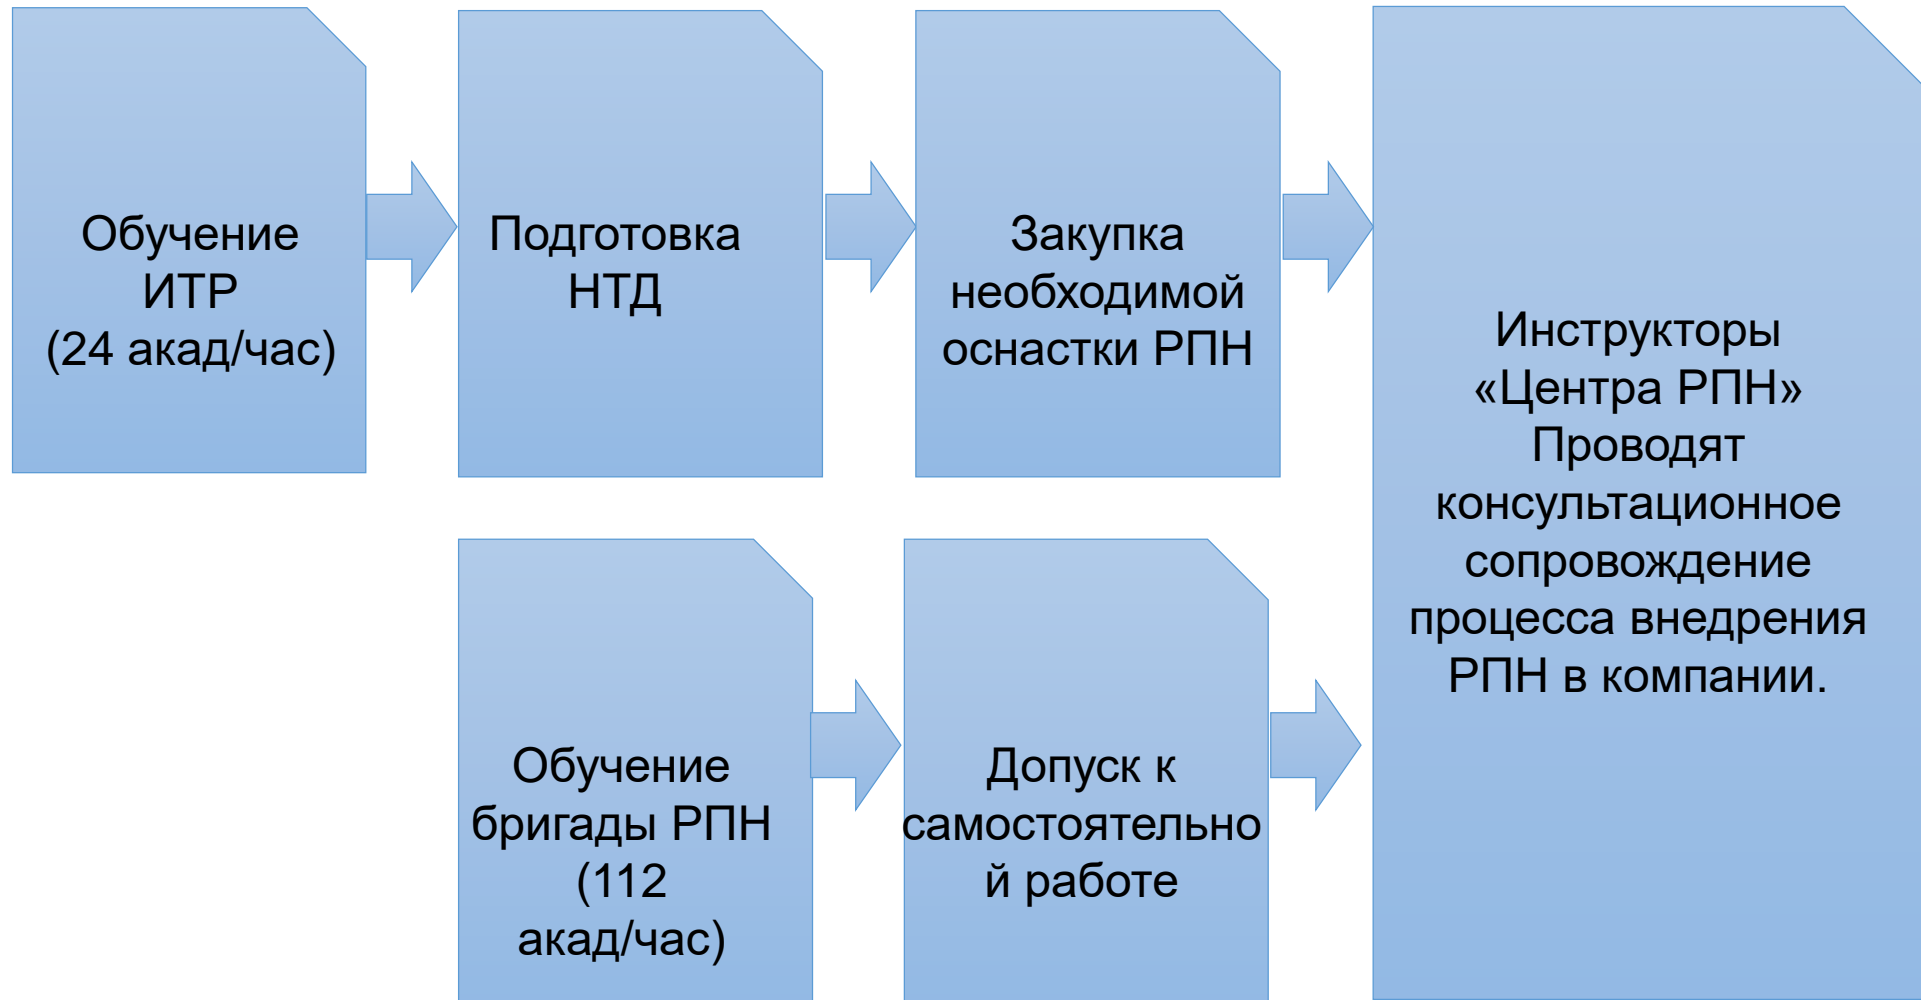 Обучение
ИТР
(24 акад/час)
Подготовка
НТД
Закупка
необходимой
оснастки РПН
Инструкторы
«Центра РПН»
Проводят
консультационное
сопровождение
процесса внедрения
РПН в компании.
Обучение
бригады РПН
(112
акад/час)
Допуск к
самостоятельно
й работе